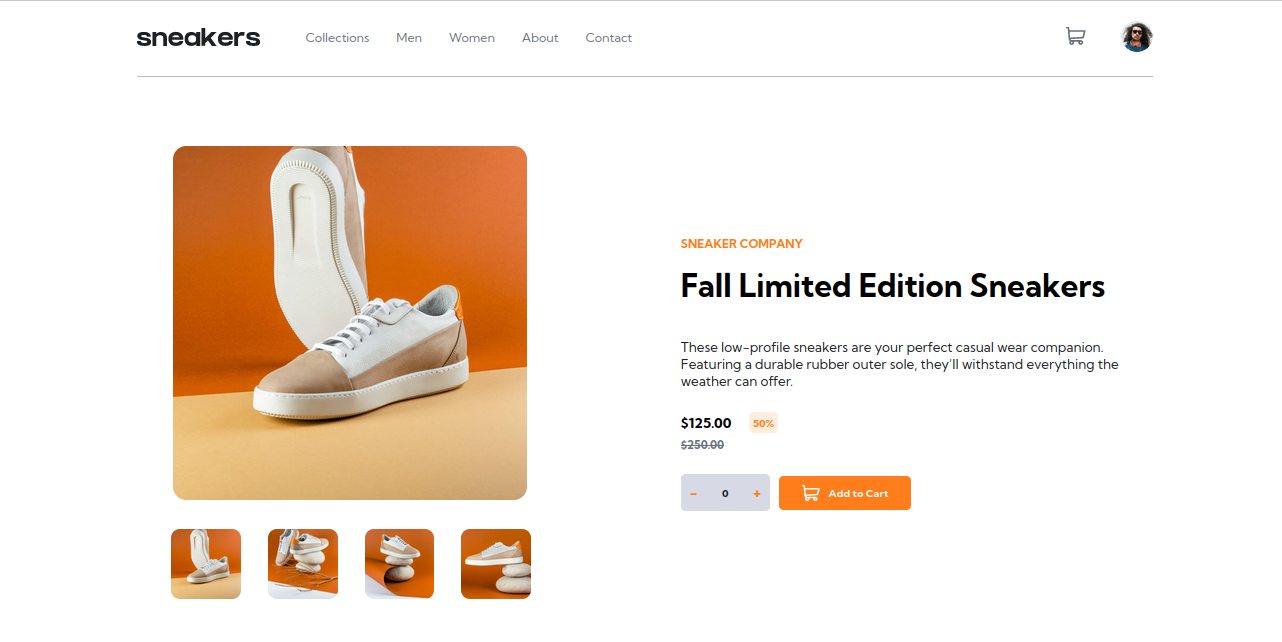 sneakers
Collections Men Women About Contact
SNEAKER COMPANY
Fall Limited Edition Sneakers
These low-profile sneakers are your perfect casual wear companion.
Featuring a durable rubber outer sole, they'll withstand everything the
weather can offer.
$125.00 50%
$250.00
- 0 + Add to Cart